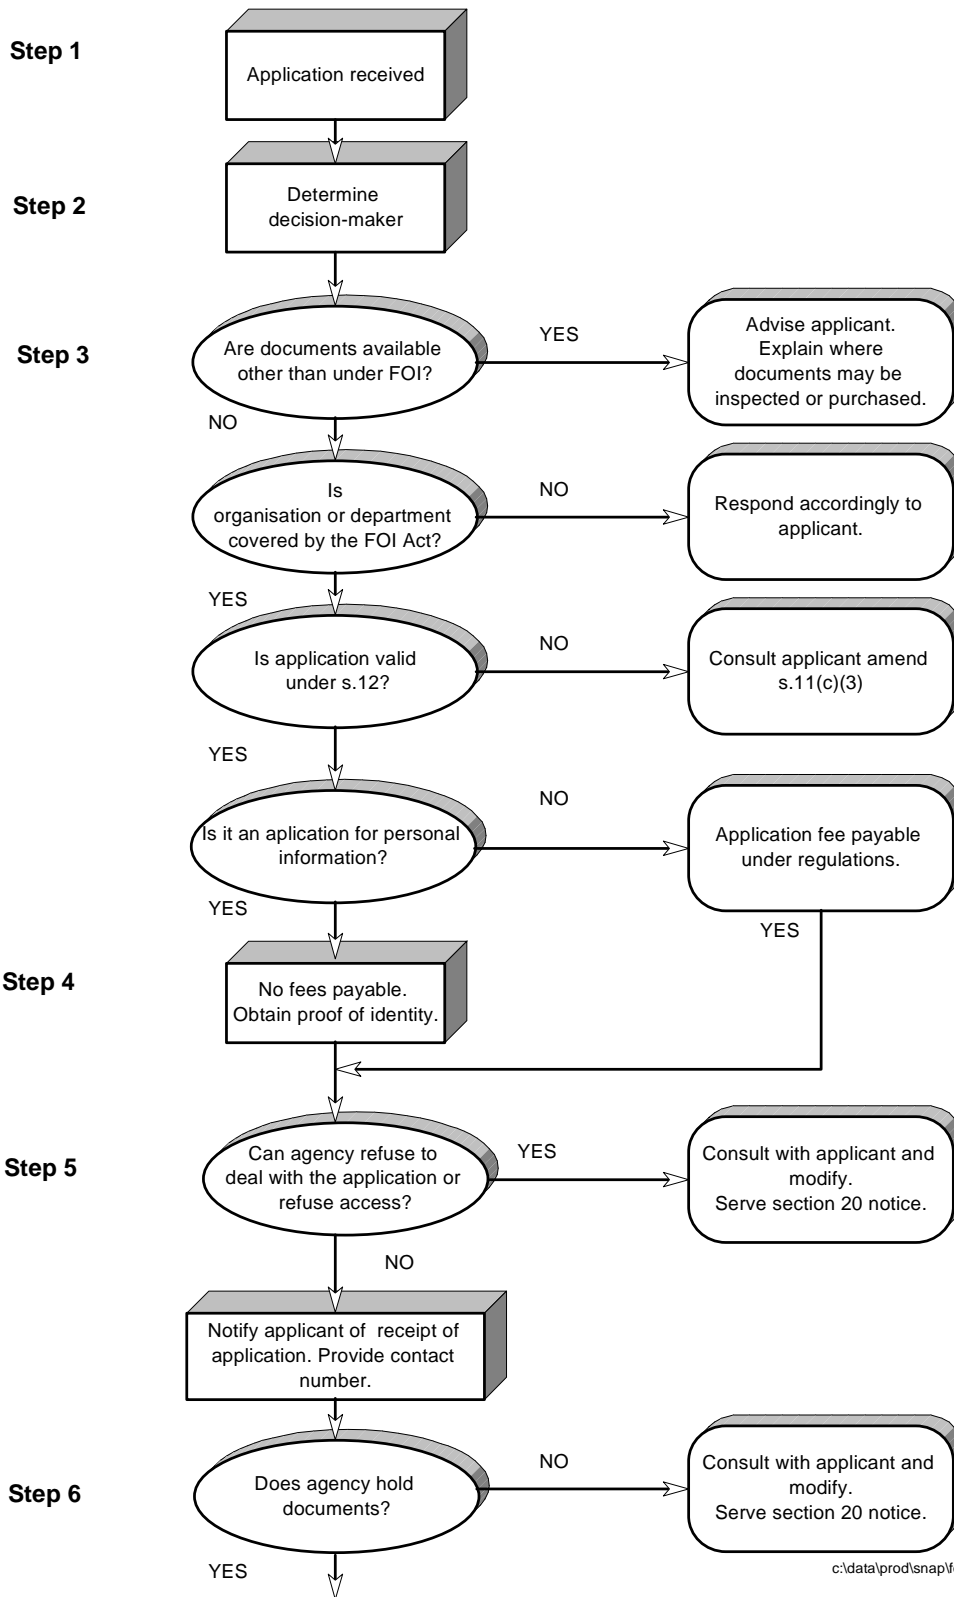 Step 1
Application received
Step 2
Determine
decision-maker
Step 3
Are documents available
other than under FOI?
YES
Advise applicant.
Explain where
documents may be
inspected or purchased.
NO
Is
organisation or department
covered by the FOI Act?
NO
Respond accordingly to
applicant.
YES
Is application valid
under s.12?
NO
Consult applicant amend
s.11(c)(3)
YES
Is it an aplication for personal
information?
NO
Application fee payable
under regulations.
YES
YES
Step 4
No fees payable.
Obtain proof of identity.
Step 5
Can agency refuse to
deal with the application or
refuse access?
YES
Consult with applicant and
modify.
Serve section 20 notice.
NO
Notify applicant of receipt of
application. Provide contact
number.
Step 6
Does agency hold
documents?
NO
Consult with applicant and
modify.
Serve section 20 notice.
YES
c:\data\prod\snap\f